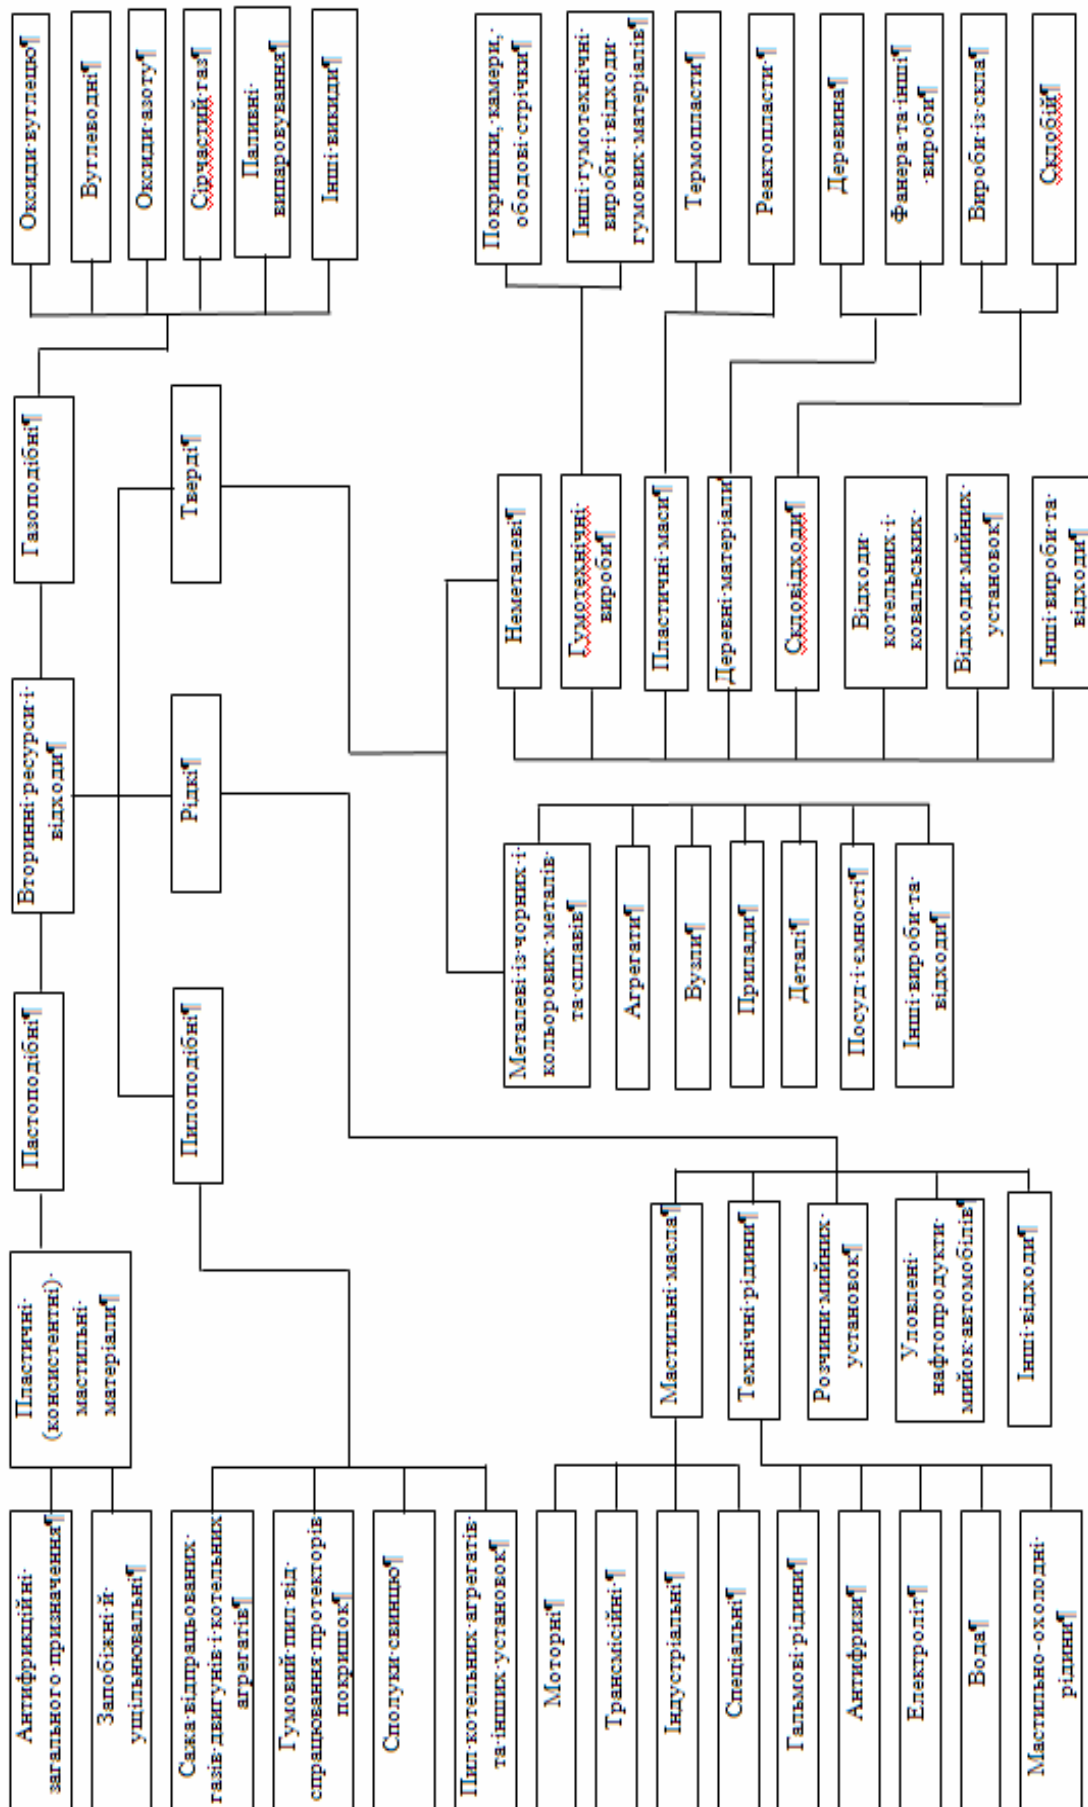 Вторинні ресурси і
відходи
Пастоподібні
Газоподібні
Пилоподібні
Рідкі
Тверді
Пластичні
(консистентні)
мастильні
матеріали
Антифрикційні
загального призначення
Запобіжні й
ущільнювальні
Сажа відпрацьованих
газів двигунів і котельних
агрегатів
Гумовий пил від
спрацювання протекторів
покришок
Сполуки свинцю
Пил котельних агрегатів
та інших установок
Мастильні масла
Технічні рідини
Розчини мийних
установок
Уловлені
нафтопродукти
мийок автомобілів
Інші відходи
Моторні
Трансмісійні
Індустріальні
Спеціальні
Гальмові рідини
Антифризи
Електроліт
Вода
Мастильно-охолодні
рідини
Металеві із чорних і
кольорових металів
та сплавів
Агрегати
Вузли
Прилади
Деталі
Посуд і ємності
Інші вироби та
відходи
Неметалеві
Гумотехнічні
вироби
Пластичні маси
Деревні матеріали
Скловідходи
Відходи
котельних і
ковальських
Відходи мийних
установок
Інші вироби та
відходи
Оксиди вуглецю
Вуглеводні
Оксиди азоту
Сірчастий газ
Паливні
випаровування
Інші викиди
Покришки, камери,
ободові стрічки
Інші гумотехнічні
вироби і відходи
гумових матеріалів
Термопласти
Реактопласти
Деревина
Фанера та інші
вироби
Вироби із скла
Склобій